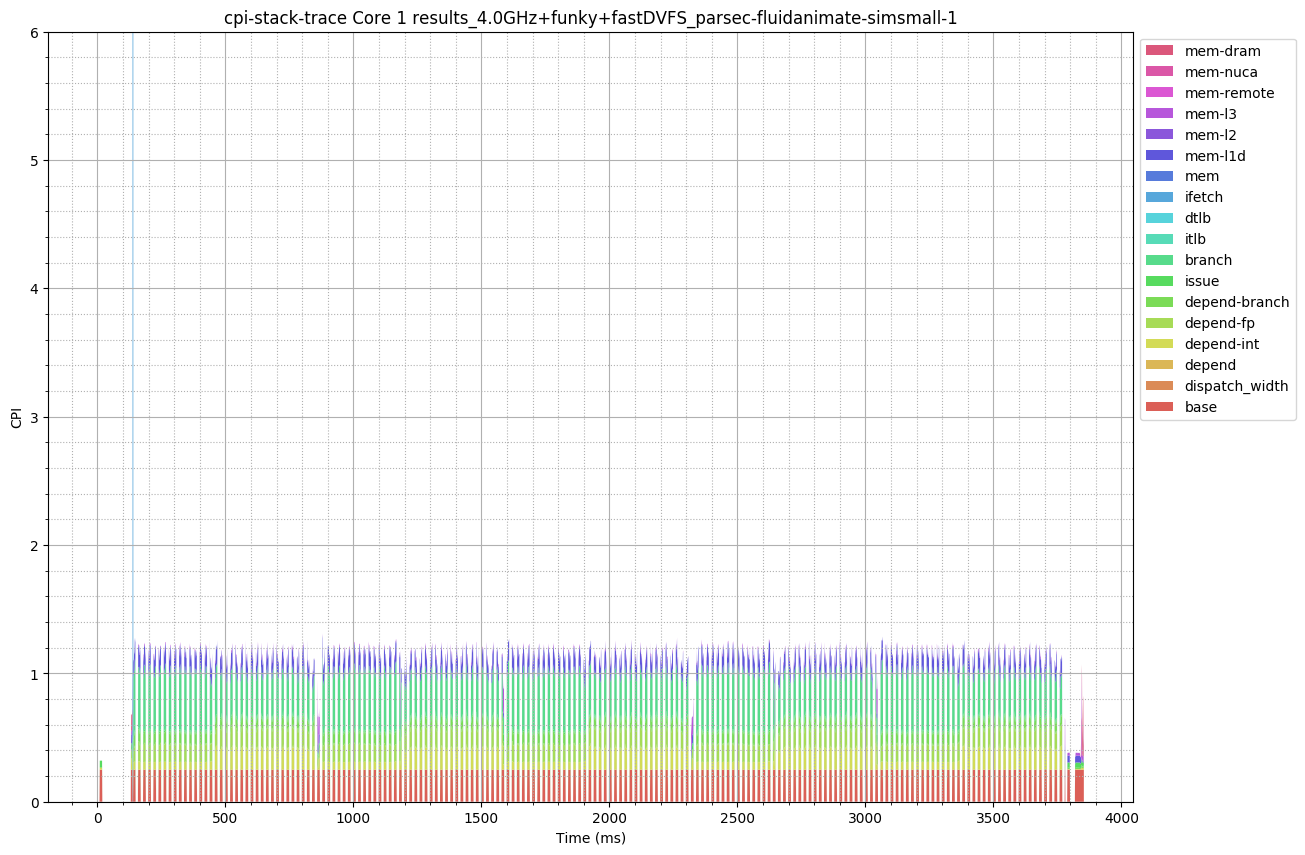 cpi-stack-trace Core 1 results_4.0GHz+funky+fastDVFS_parsec-fluidanimate-simsmall-1
6
5
4
3
2
1
0
CPI
0
500
1000
1500
2000
2500
3000
3500
4000
Time (ms)
mem-dram
mem-nuca
mem-remote
mem-l3
mem-l2
mem-l1d
mem
ifetch
dtlb
itlb
branch
issue
depend-branch
depend-fp
depend-int
depend
dispatch_width
base